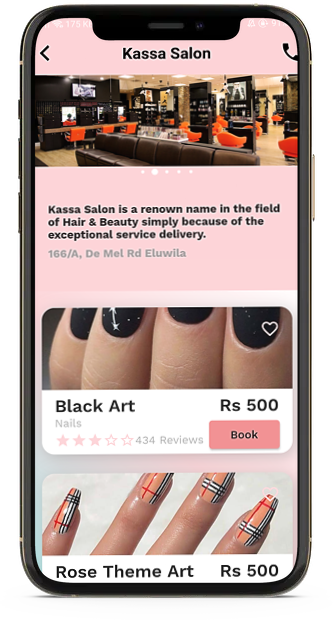 Kassa Salon
Kassa Salon is a renown name in the field
of Hair & Beauty simply because of the
exceptional service delivery.
166/A, De Mel Rd Eluwila
Black Art
Rs 500
Nails
434 Reviews
Book
Rose Theme Art
Rs 500